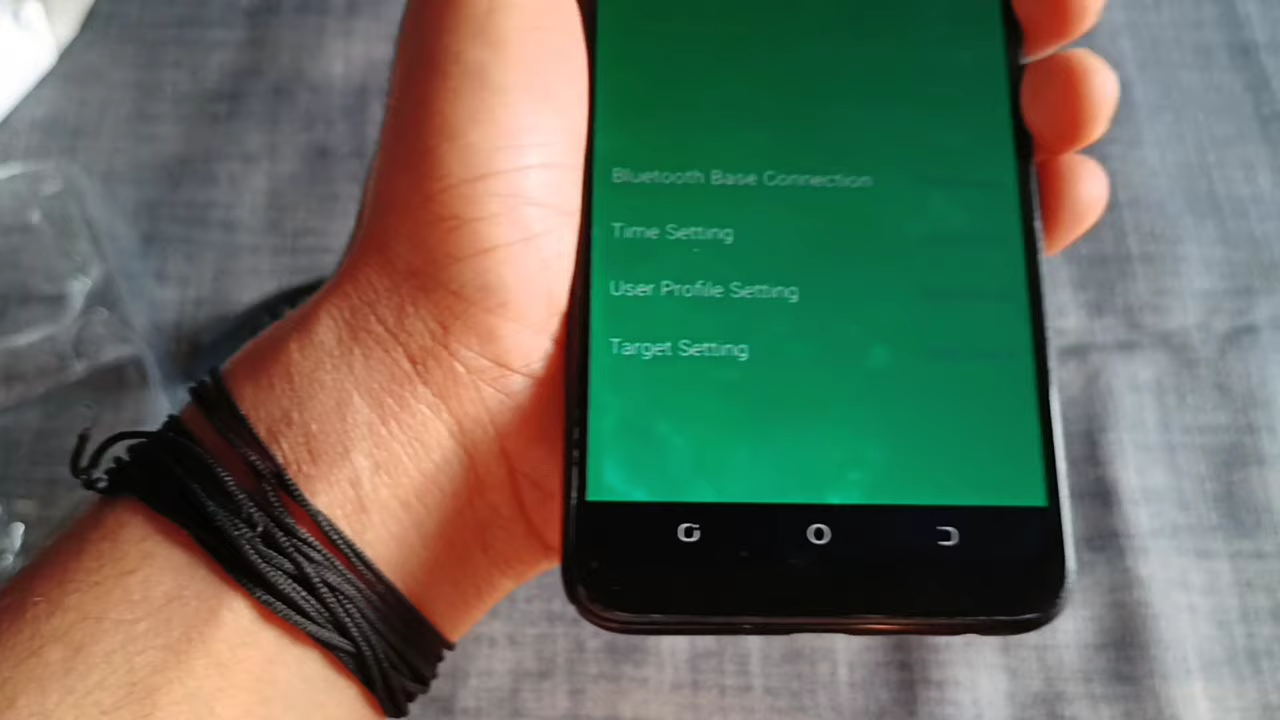 Bluetooth Base Connection
Time Setting
User Profile Setting
Target Setting